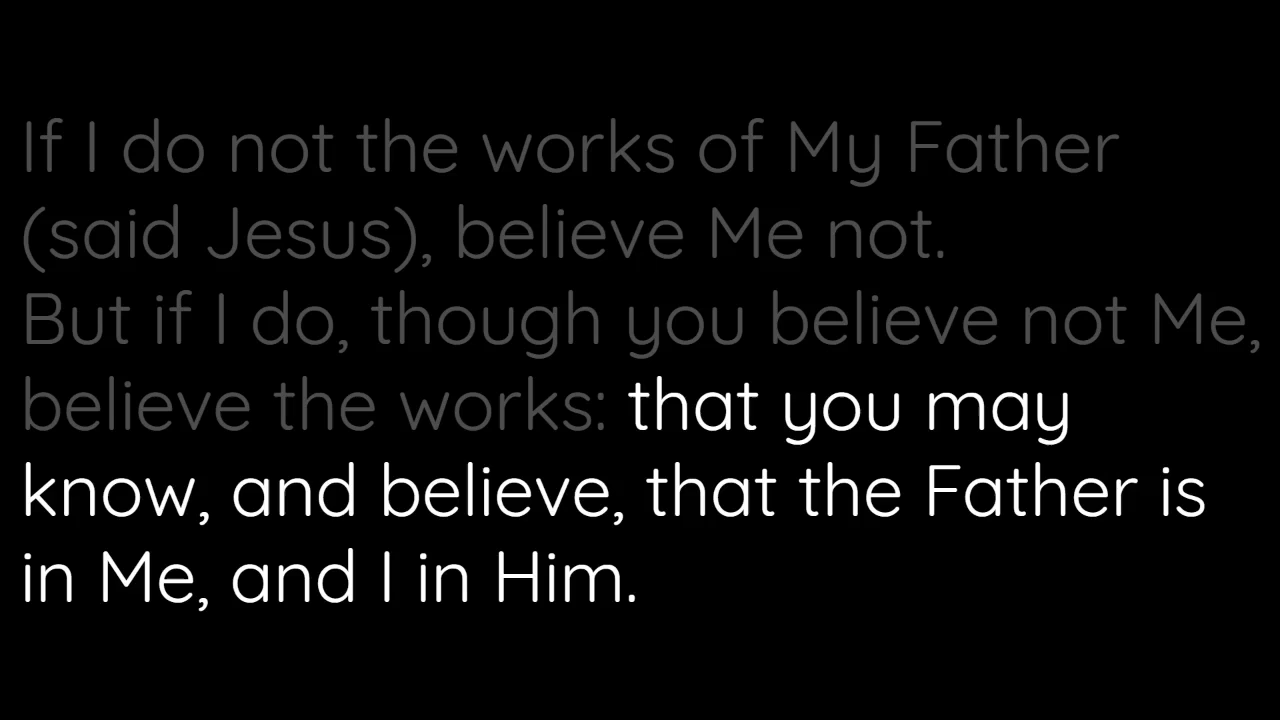 If I do not the works of My Father
(said Jesus), believe Me not.
But if I do, though you believe not Me,
believe the works: that you may
know, and believe, that the Father is
in Me, and I in Him.